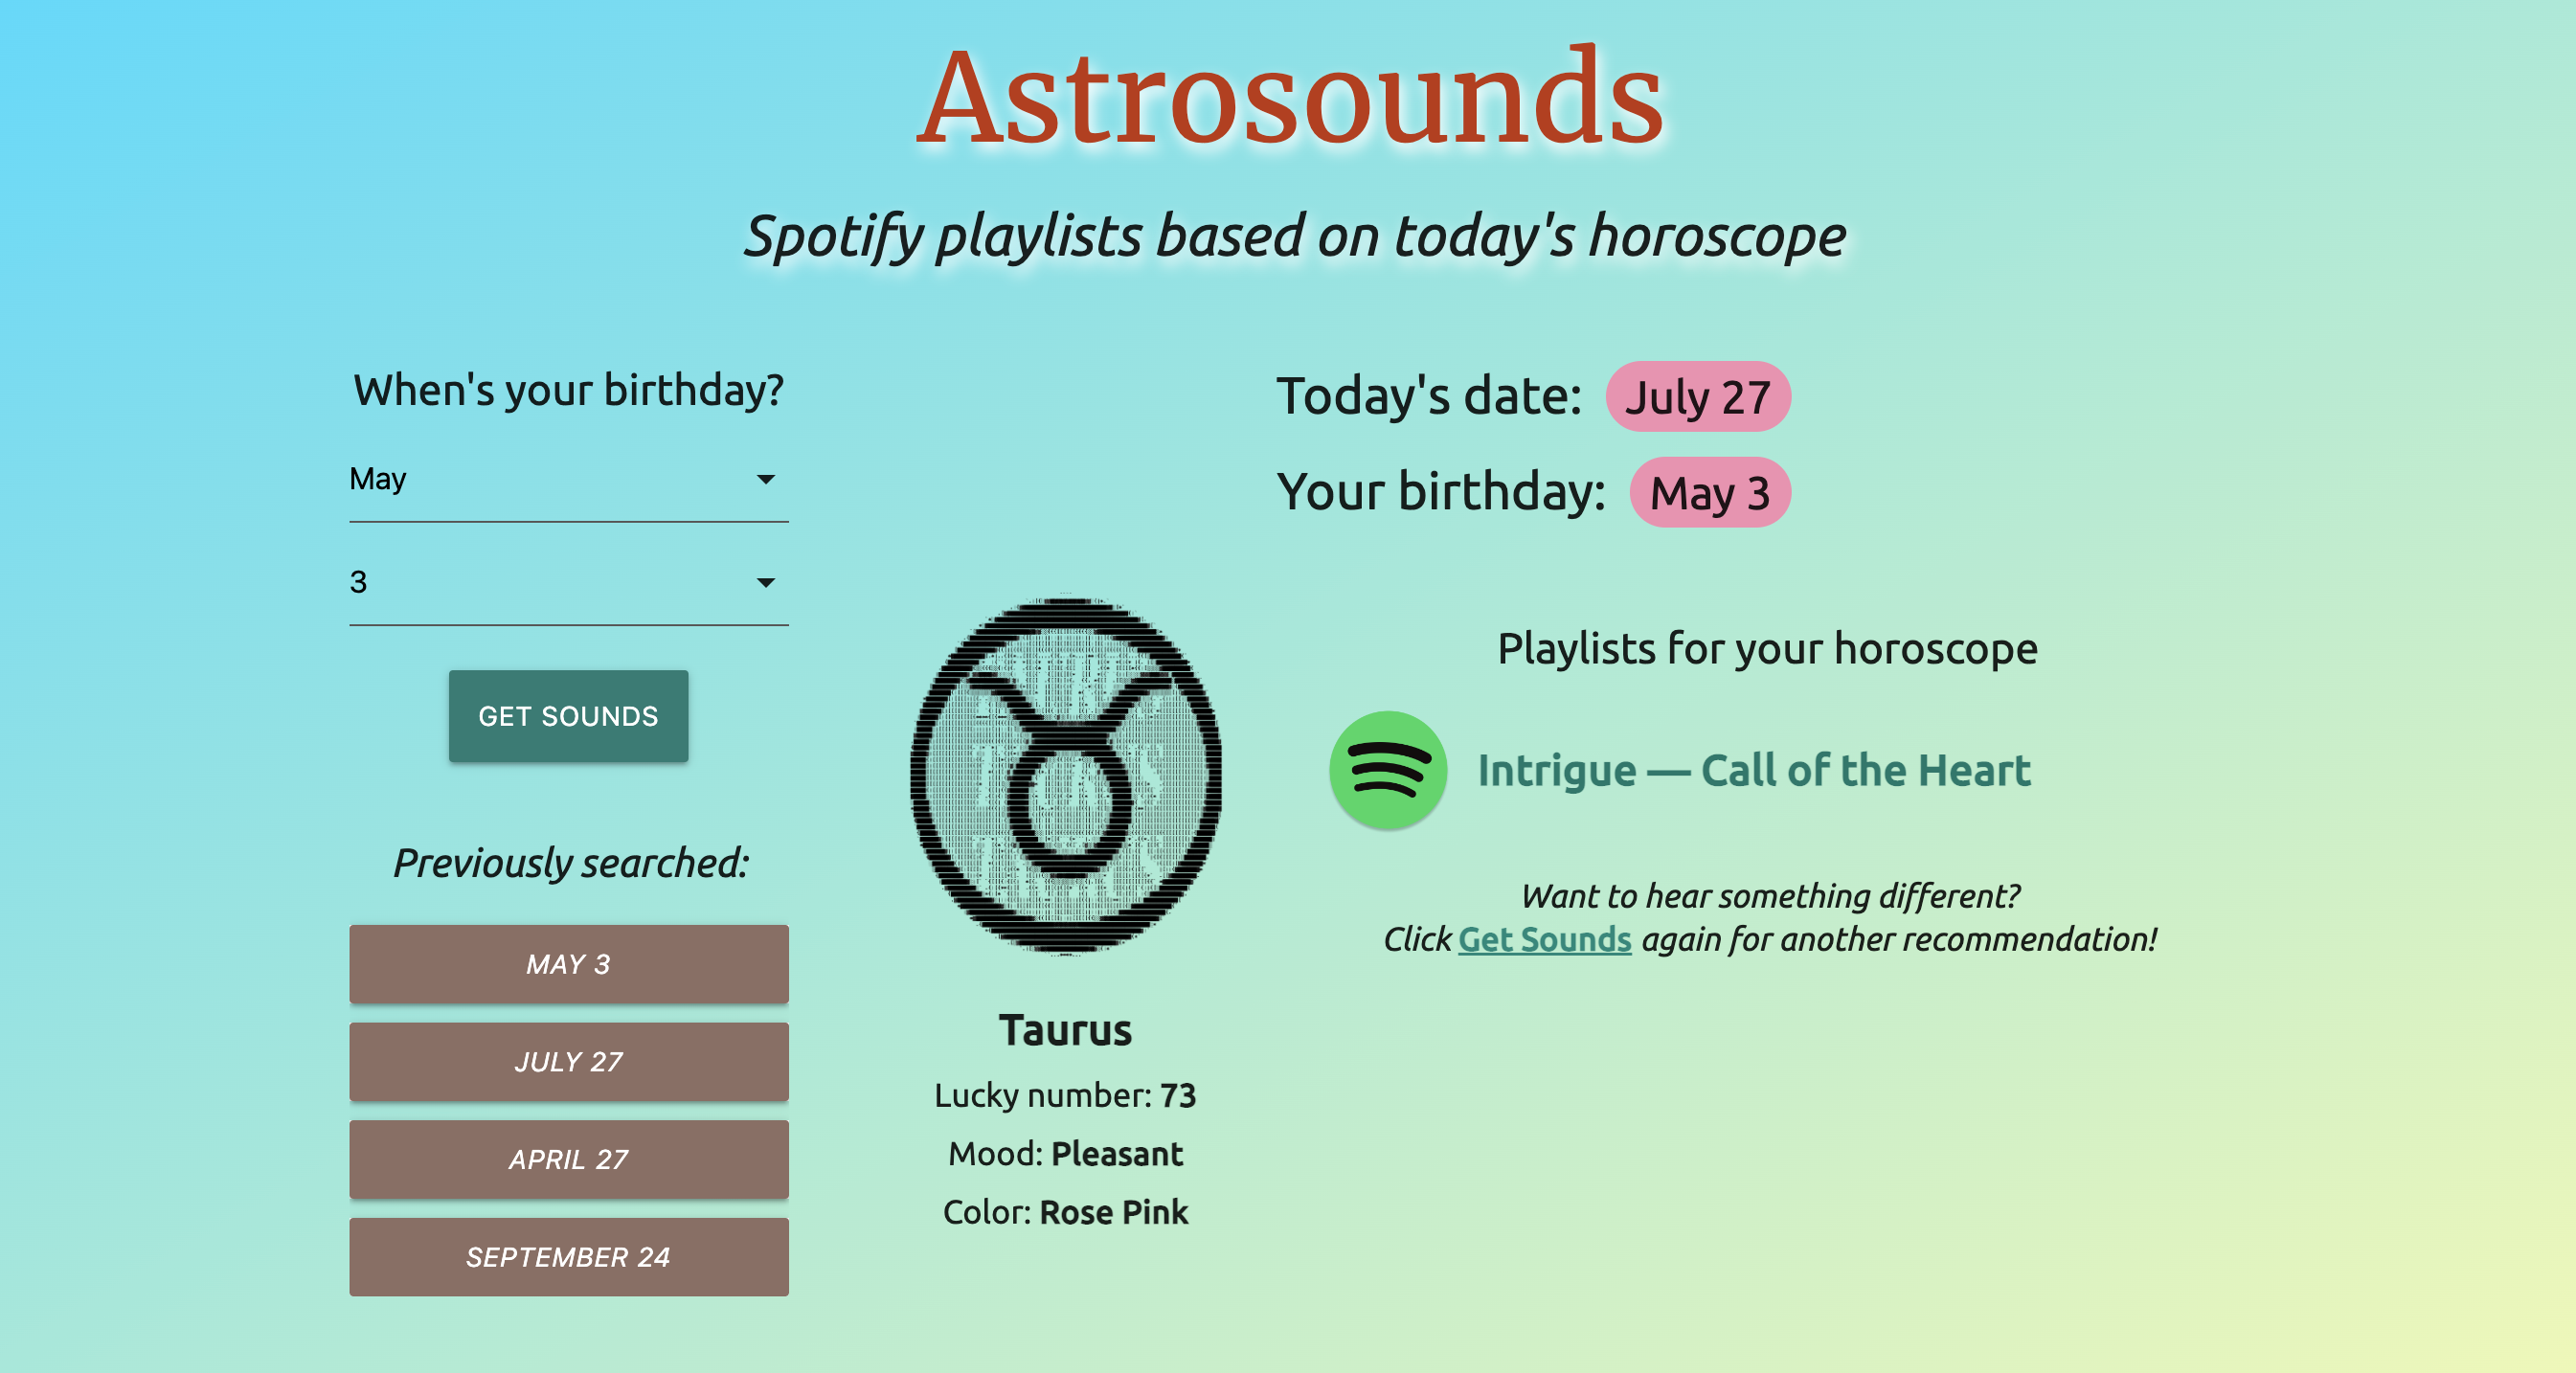 Astrosounds
Spotify playlists based on today's horoscope
When's your birthday?
May
3
GET SOUNDS
Previously searched:
MAY 3
JULY 27
APRIL 27
SEPTEMBER 24
Today's date: July 27
Your birthday: May 3
Taurus
Lucky number: 73
Mood: Pleasant
Color: Rose Pink
Playlists for your horoscope
Intrigue — Call of the Heart
Want to hear something different?
Click Get Sounds again for another recommendation!